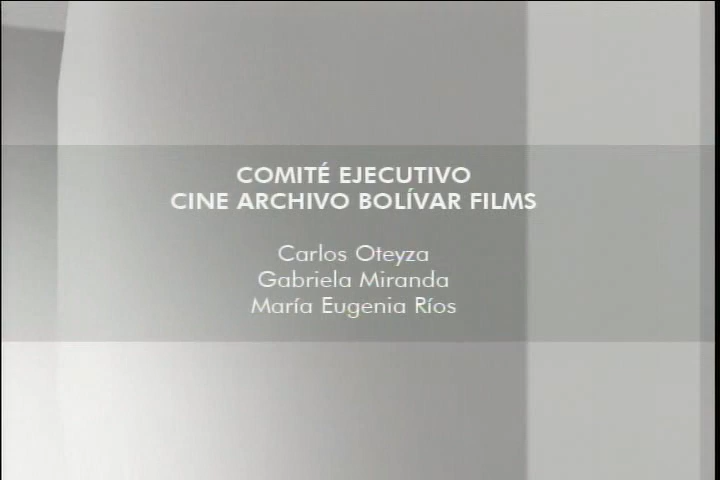 COMITÉ EJECUTIVO
CINE ARCHIVO BOLÍVAR FILMS
Carlos Oteyza
Gabriela Miranda
María Eugenia Ríos